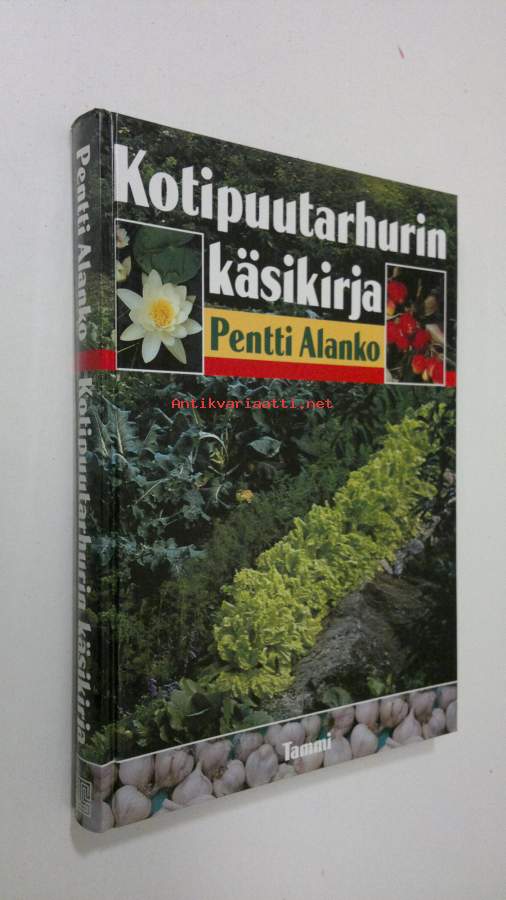 Kotipuutarhurin
käsikirja
Pentti Alanko
Antikvariaatti.net
Tammi
Pentti Alanko Kotipuutarhurin käsikirja